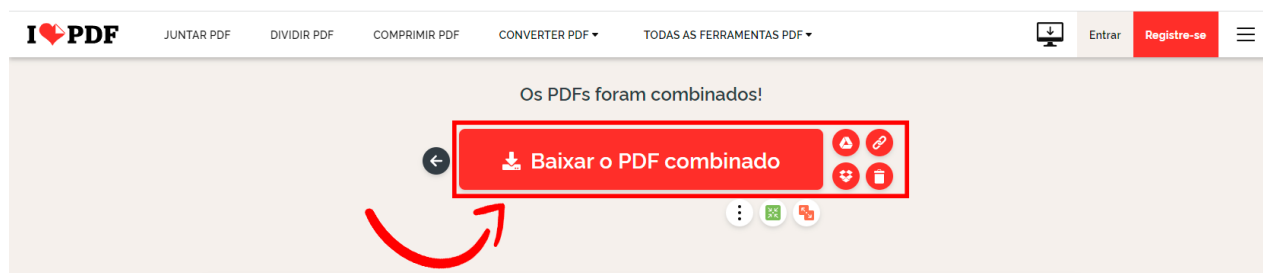 I PDF JUNTAR PDF DIVIDIR PDF COMPRIMIR PDF CONVERTER PDF TODAS AS FERRAMENTAS PDF Entrar Registre-se
Os PDFs foram combinados!
Baixar o PDF combinado